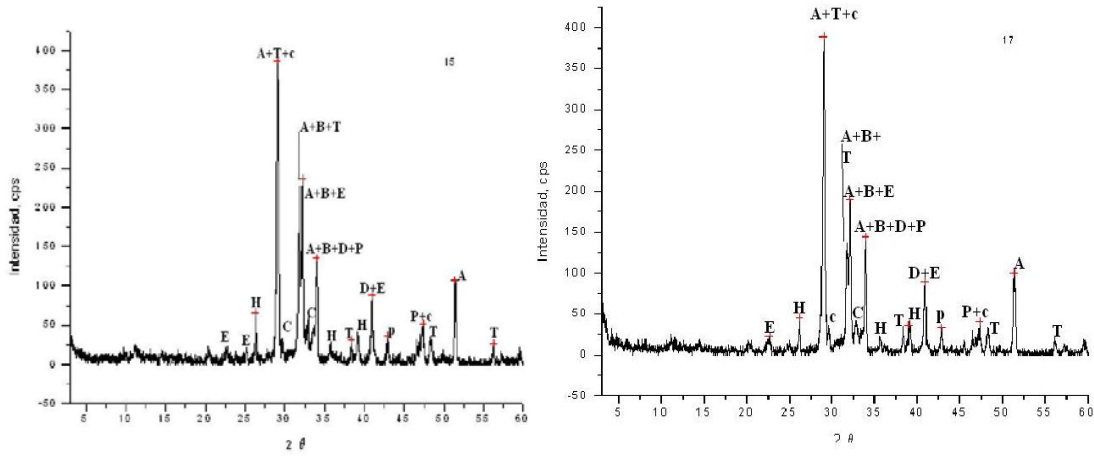 15
A+T+c
A+B+T
A+B+E
A+B+D+P
E
E
H
C
C
H
T
H
D+E
P
P+c
T
A
T
Intensidad, cps
400
350
300
250
200
150
100
50
0
-50
5 10 15 20 25 30 35 40 45 50 55 60
2 θ
17
A+T+c
A+B+
T
A+B+E
A+B+D+P
E
H
c
C
H
T
H
D+E
P
P+c
T
A
T
Intensidad, cps
400
350
300
250
200
150
100
50
0
-50
5 10 15 20 25 30 35 40 45 50 55 60
2 θ